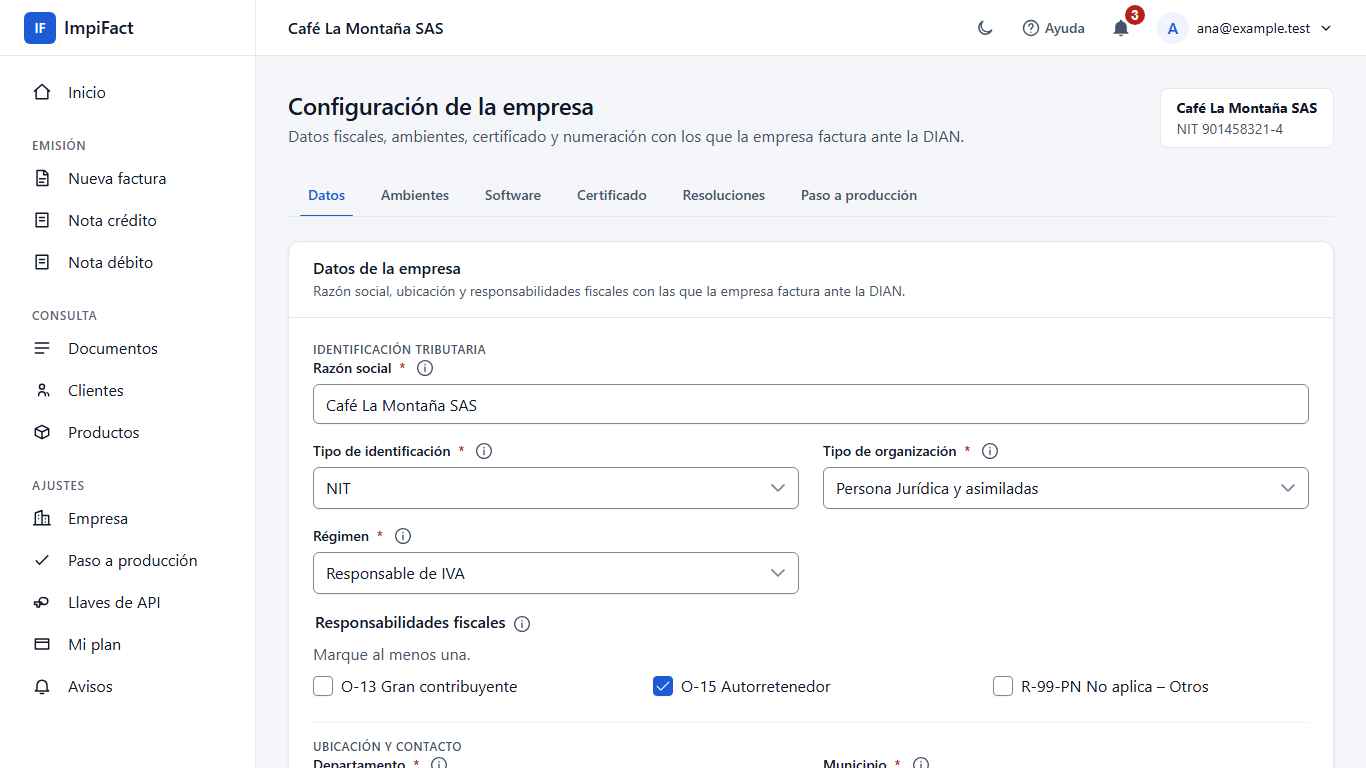 IF ImpiFact
Café La Montaña SAS
Ayuda
3
A ana@example.test
Inicio
EMISIÓN
Nueva factura
Nota crédito
Nota débito
CONSULTA
Documentos
Clientes
Productos
AJUSTES
Empresa
Paso a producción
Llaves de API
Mi plan
Avisos
Configuración de la empresa
Datos fiscales, ambientes, certificado y numeración con los que la empresa factura ante la DIAN.
Café La Montaña SAS
NIT 901458321-4
Datos Ambientes Software Certificado Resoluciones Paso a producción
Datos de la empresa
Razón social, ubicación y responsabilidades fiscales con las que la empresa factura ante la DIAN.
IDENTIFICACIÓN TRIBUTARIA
Razón social *
Café La Montaña SAS
Tipo de identificación * Tipo de organización *
NIT Persona Jurídica y asimiladas
Régimen *
Responsable de IVA
Responsabilidades fiscales
Marque al menos una.
O-13 Gran contribuyente O-15 Autorretenedor R-99-PN No aplica – Otros
UBICACIÓN Y CONTACTO
Departamento * Municipio *